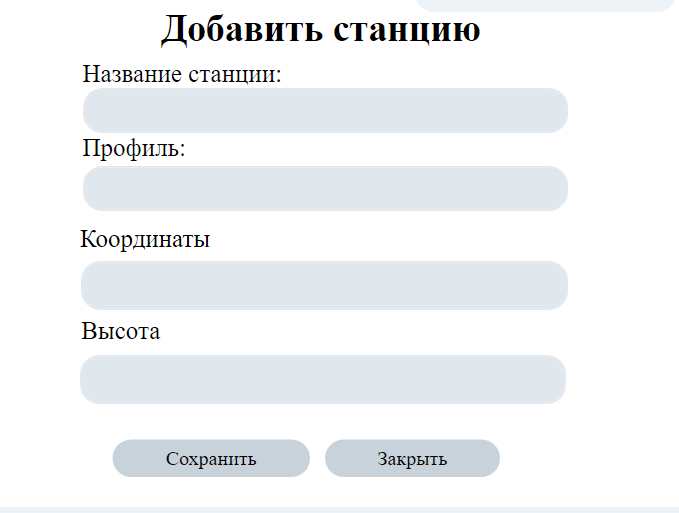 Добавить станцию
Название станции:
Профиль:
Координаты
Высота
Сохранить Закрыть